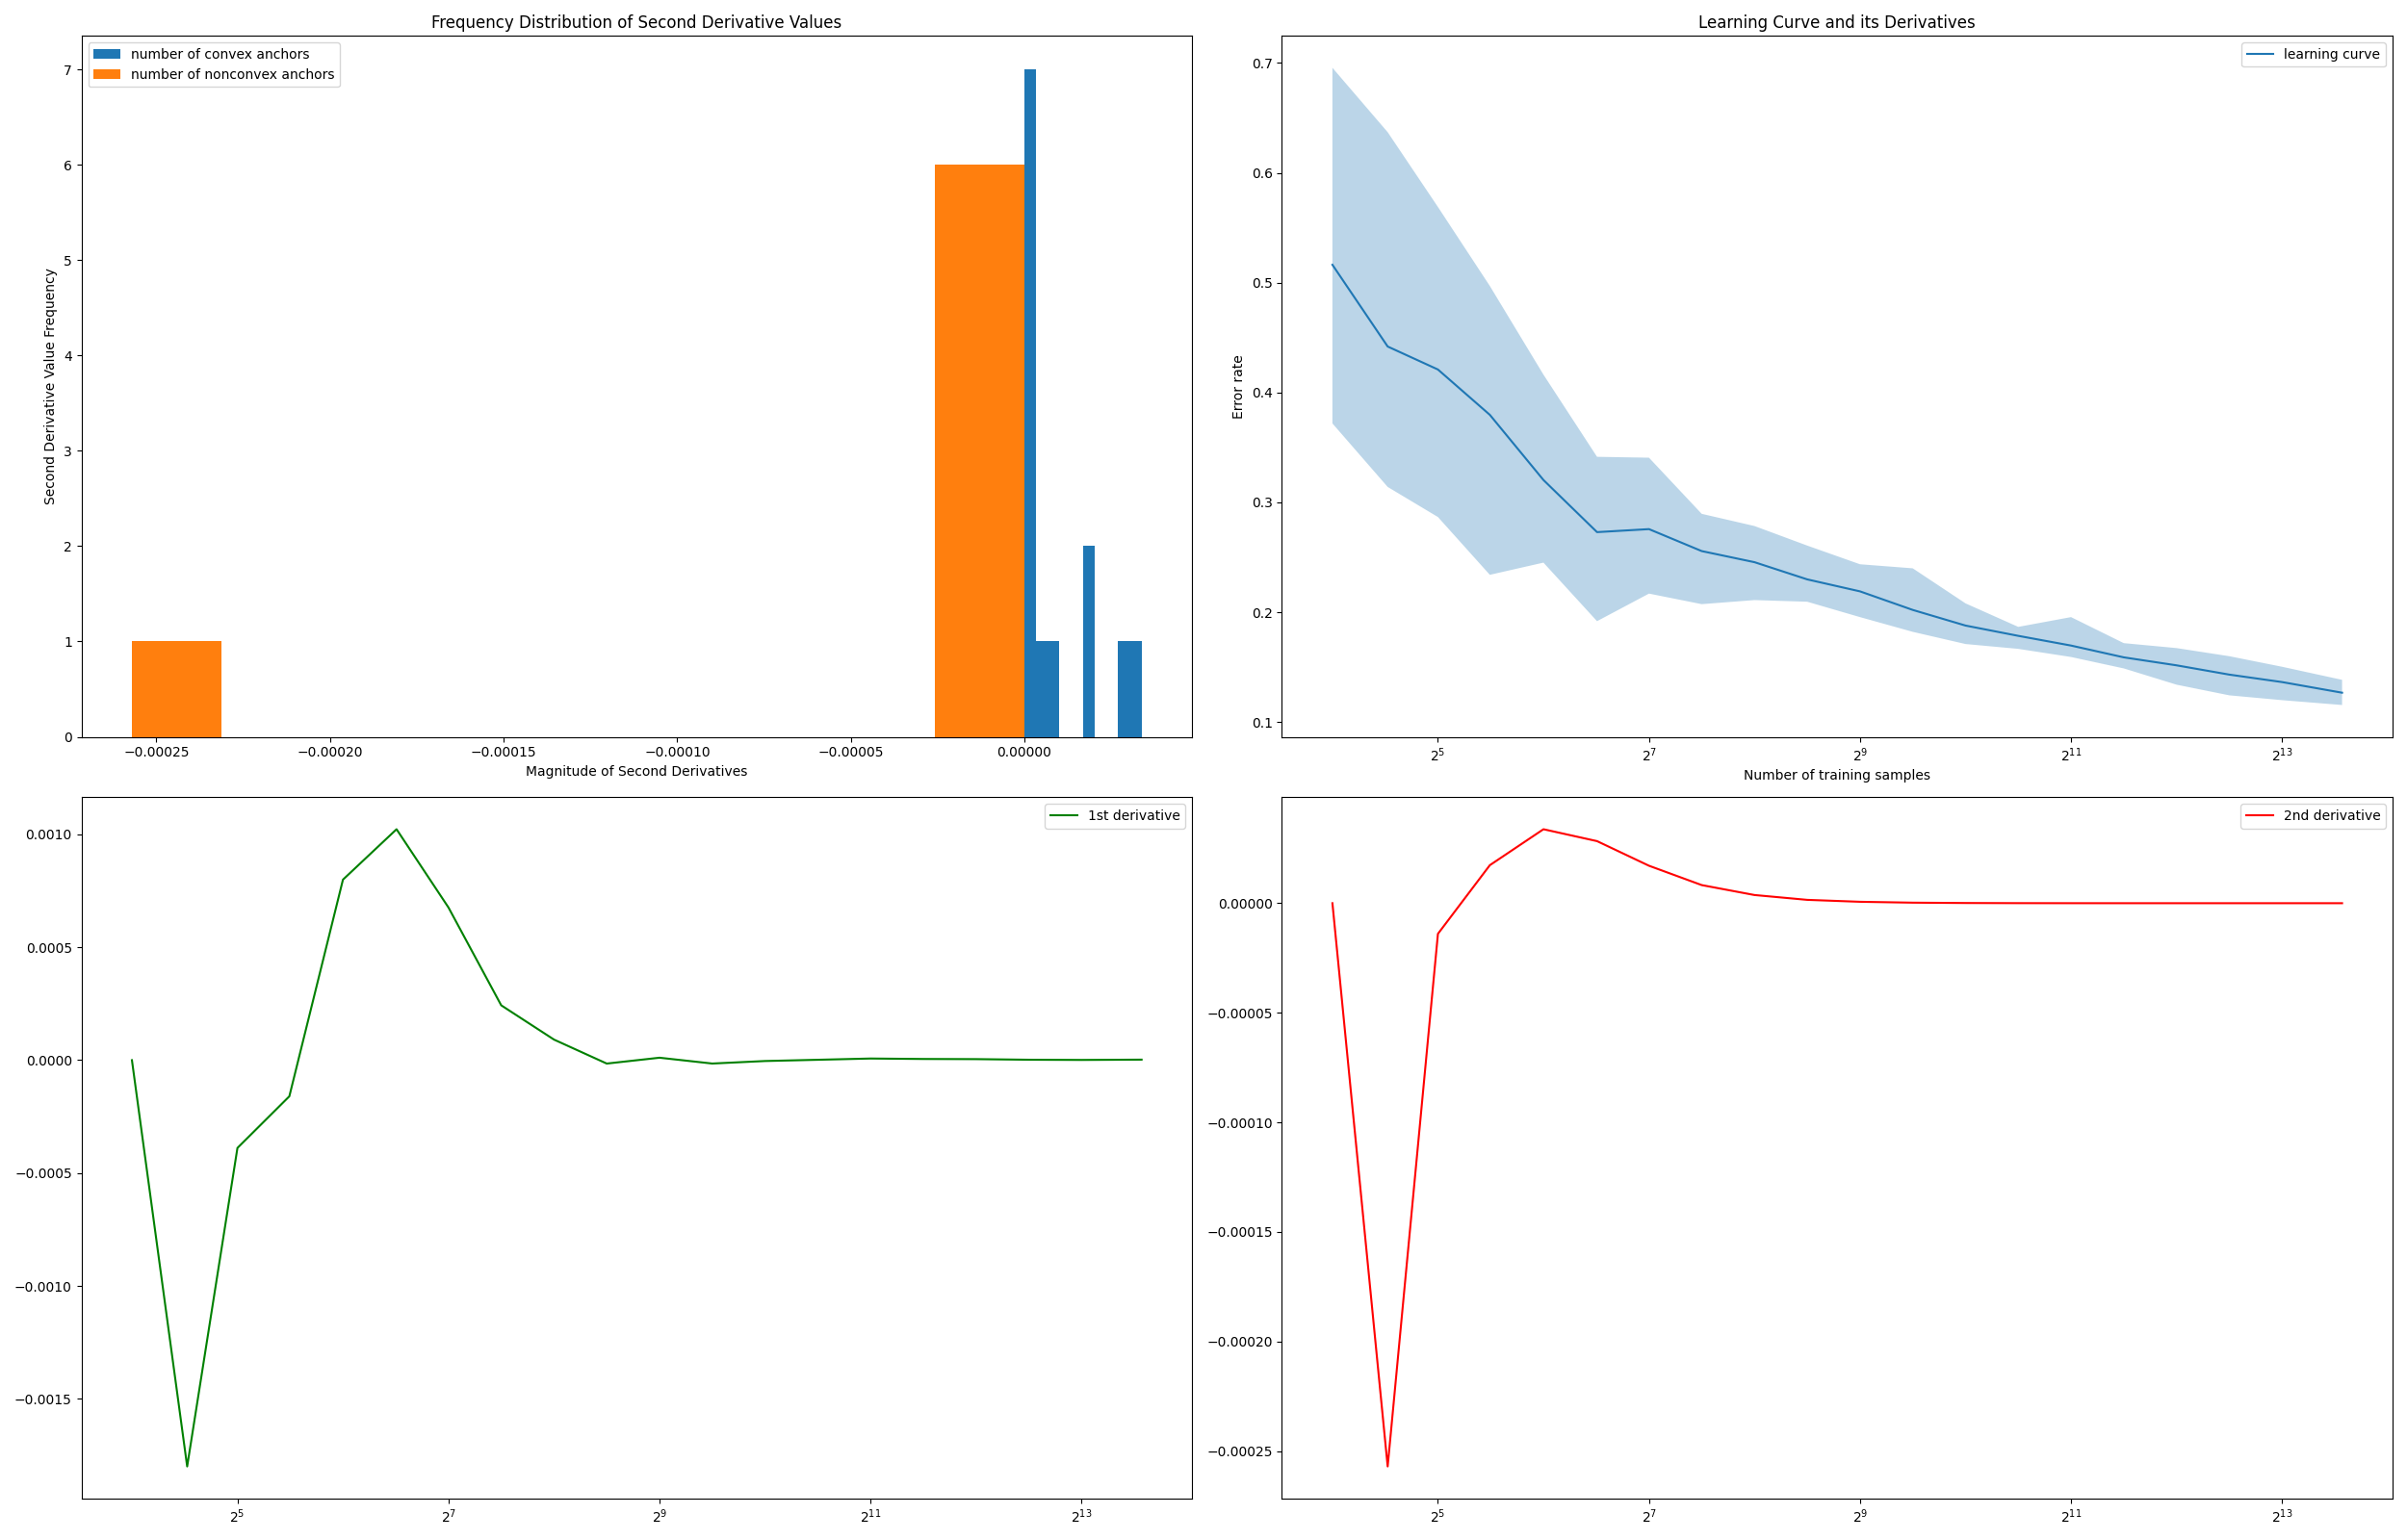 Frequency Distribution of Second Derivative Values
number of convex anchors
number of nonconvex anchors
7
6
5
4
3
2
1
0
Second Derivative Value Frequency
−0.00025 −0.00020 −0.00015 −0.00010 −0.00005 0.00000
Magnitude of Second Derivatives
Learning Curve and its Derivatives
learning curve
0.7
0.6
0.5
0.4
0.3
0.2
0.1
Error rate
2^5 2^7 2^9 2^11 2^13
Number of training samples
1st derivative
0.0010
0.0005
0.0000
−0.0005
−0.0010
−0.0015
2^5 2^7 2^9 2^11 2^13
2nd derivative
0.00000
−0.00005
−0.00010
−0.00015
−0.00020
−0.00025
2^5 2^7 2^9 2^11 2^13